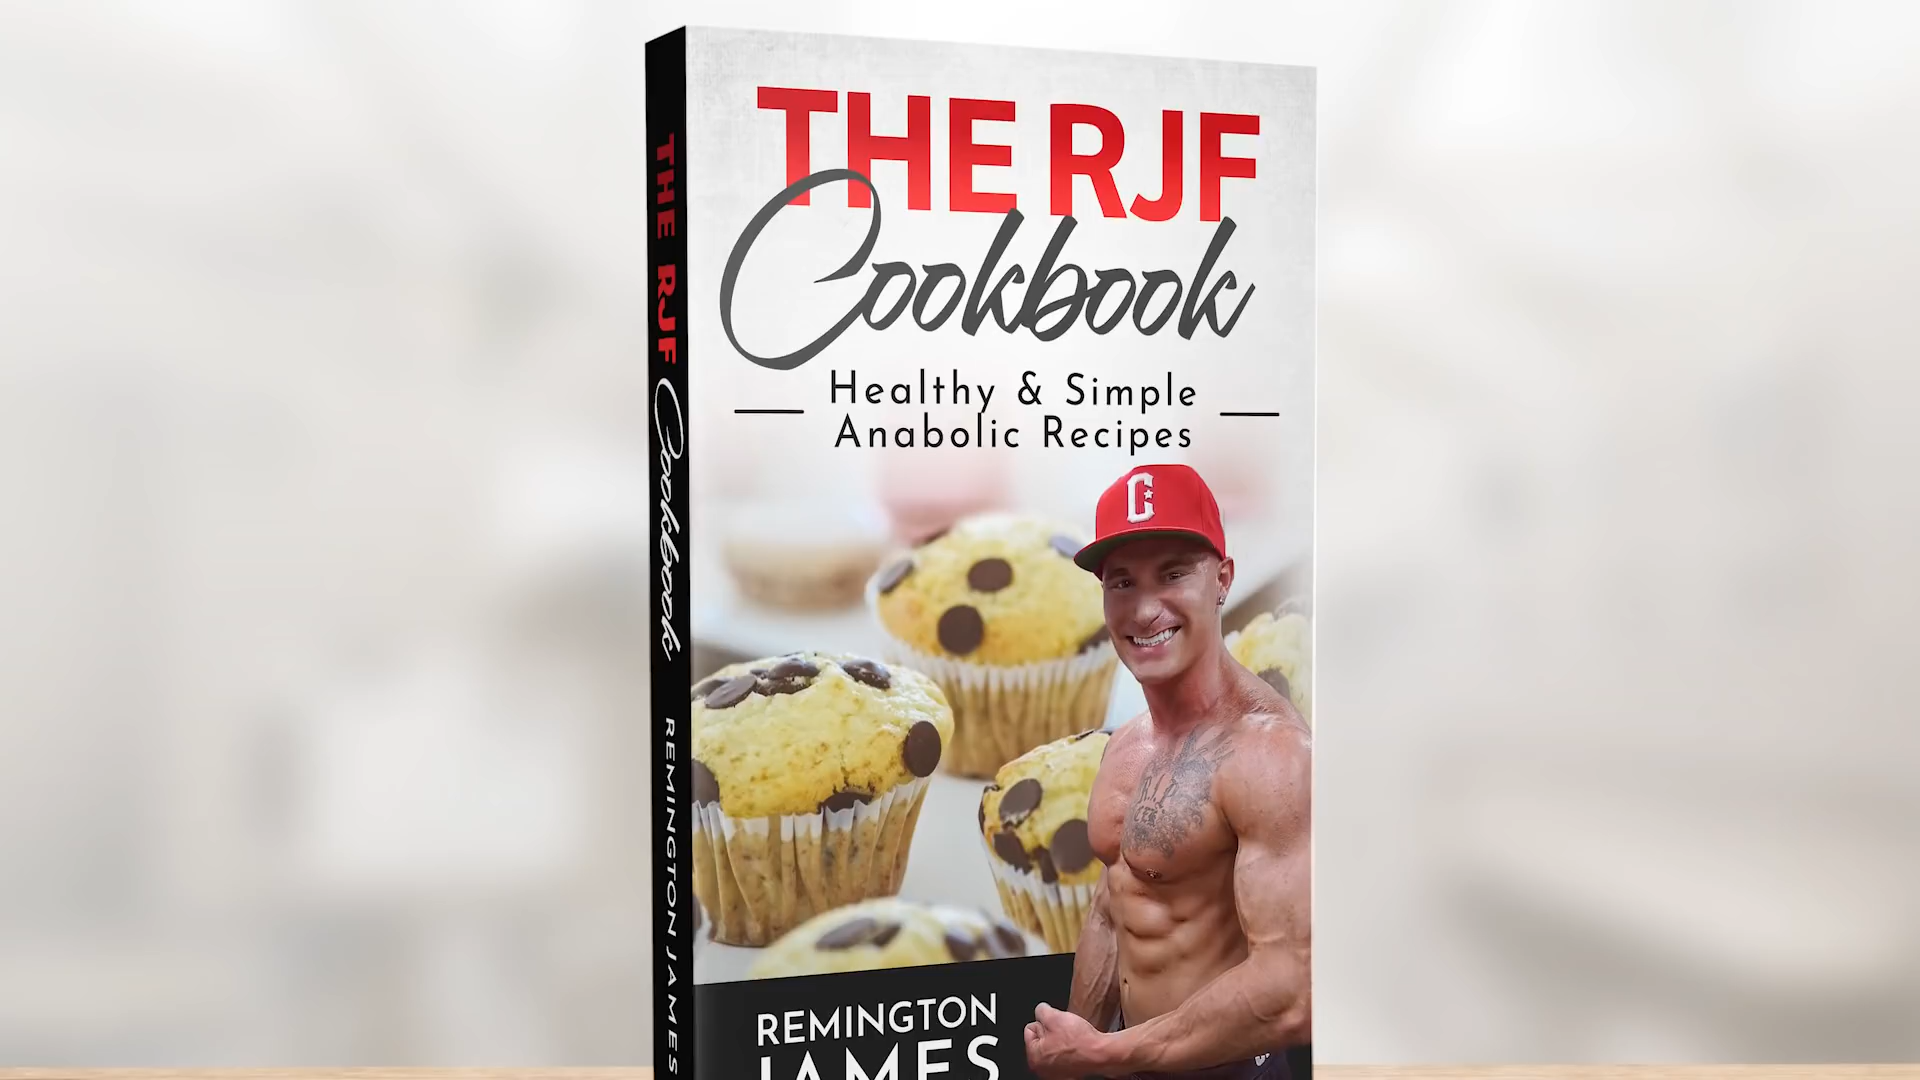 THE RJF
Cookbook
Healthy & Simple
Anabolic Recipes
C
REMINGTON
JAMES
THE RJF Cookbook REMINGTON JAMES
R.I.P.